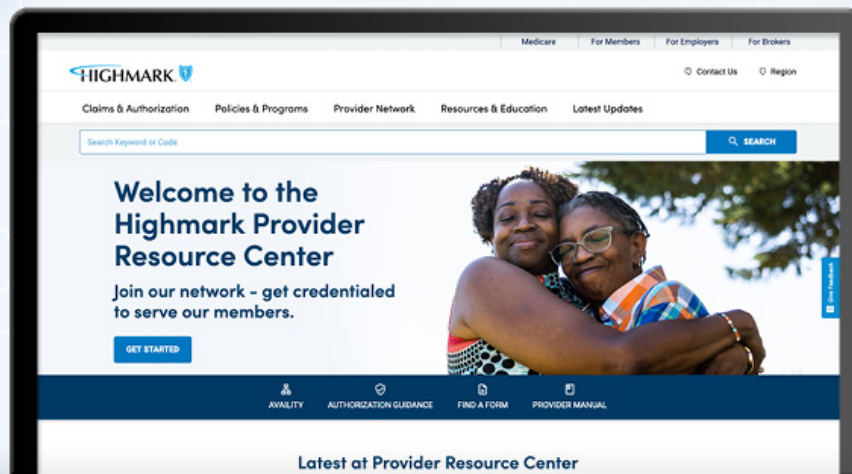 Medicare For Members For Employers For Brokers
HIGHMARK
Contact Us Region
Claims & Authorization Policies & Programs Provider Network Resources & Education Latest Updates
Search Keyword or Code SEARCH
Welcome to the
Highmark Provider
Resource Center
Join our network - get credentialed
to serve our members.
GET STARTED
Give Feedback
AVAILITY AUTHORIZATION GUIDANCE FIND A FORM PROVIDER MANUAL
Latest at Provider Resource Center